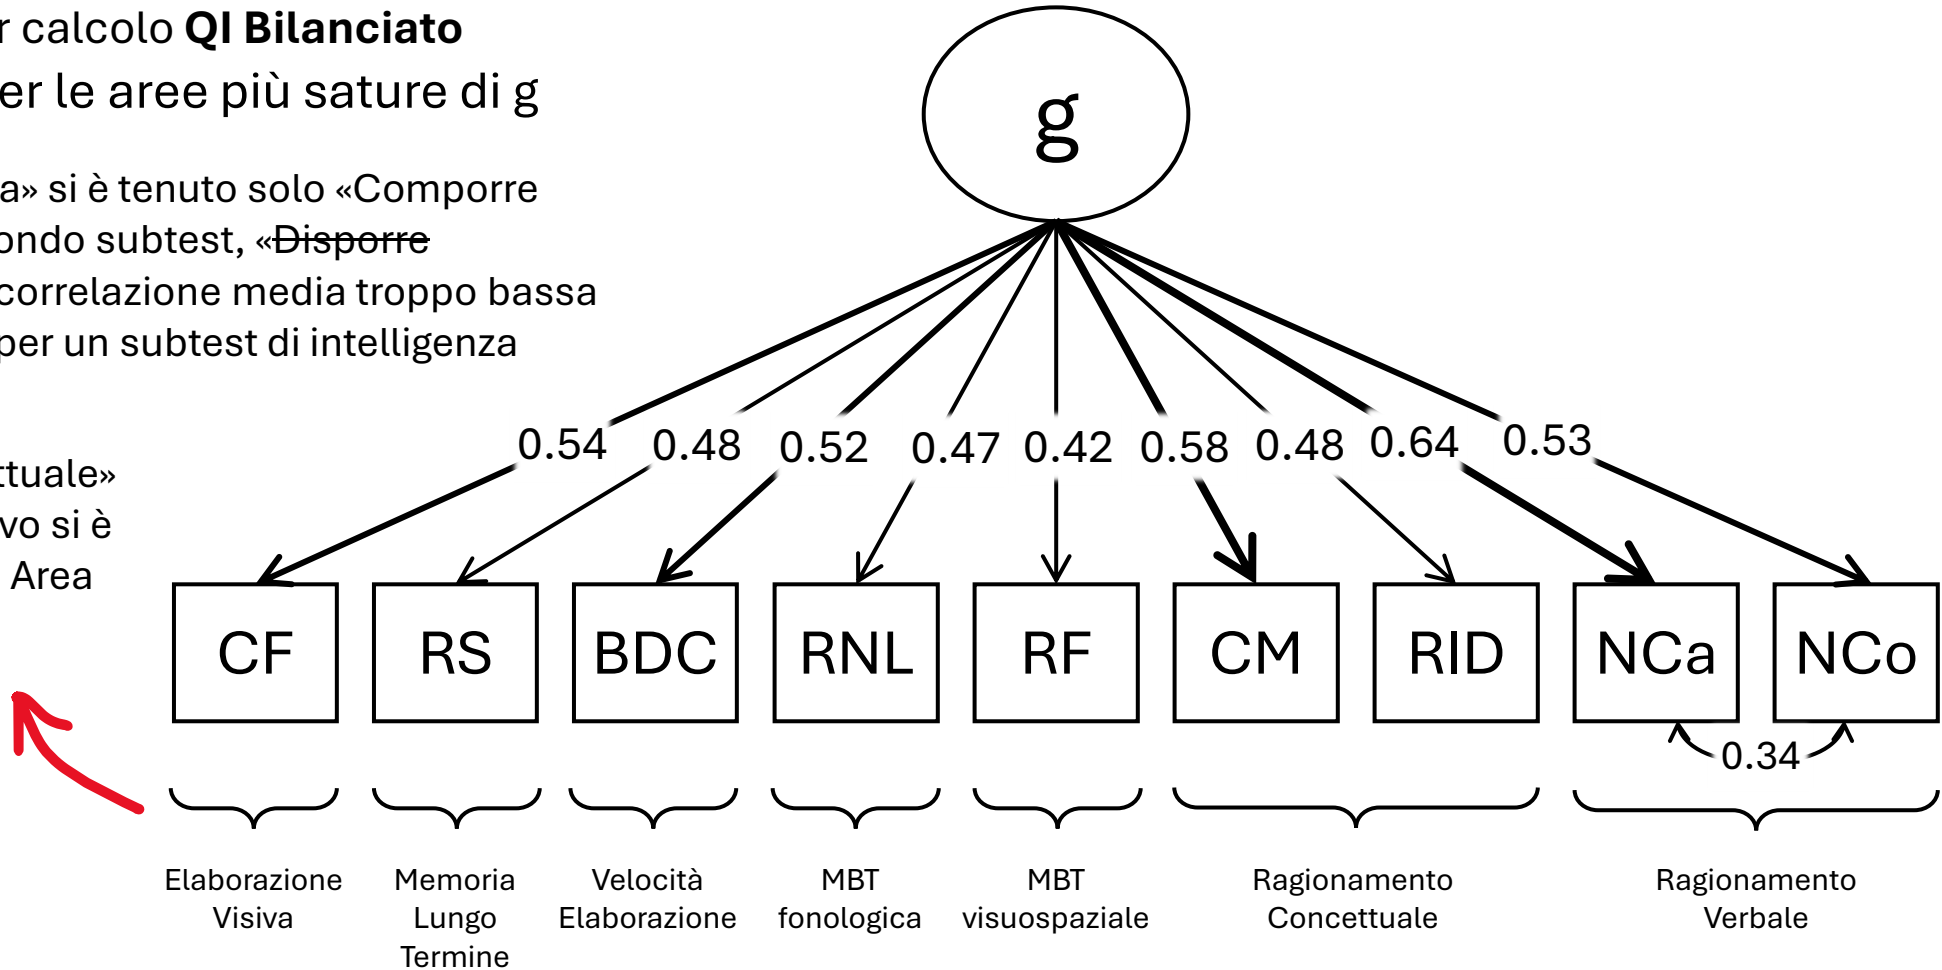 r calcolo QI Bilanciato
er le aree più sature di g
a» si è tenuto solo «Comporre
ondo subtest, «Disporre
correlazione media troppo bassa
per un subtest di intelligenza
ttuale»
vo si è
Area
g
0.54 0.48 0.52 0.47 0.42 0.58 0.48 0.64 0.53
CF RS BDC RNL RF CM RID NCa NCo
0.34
Elaborazione
Visiva
Memoria
Lungo
Termine
Velocità
Elaborazione
MBT
fonologica
MBT
visuospaziale
Ragionamento
Concettuale
Ragionamento
Verbale